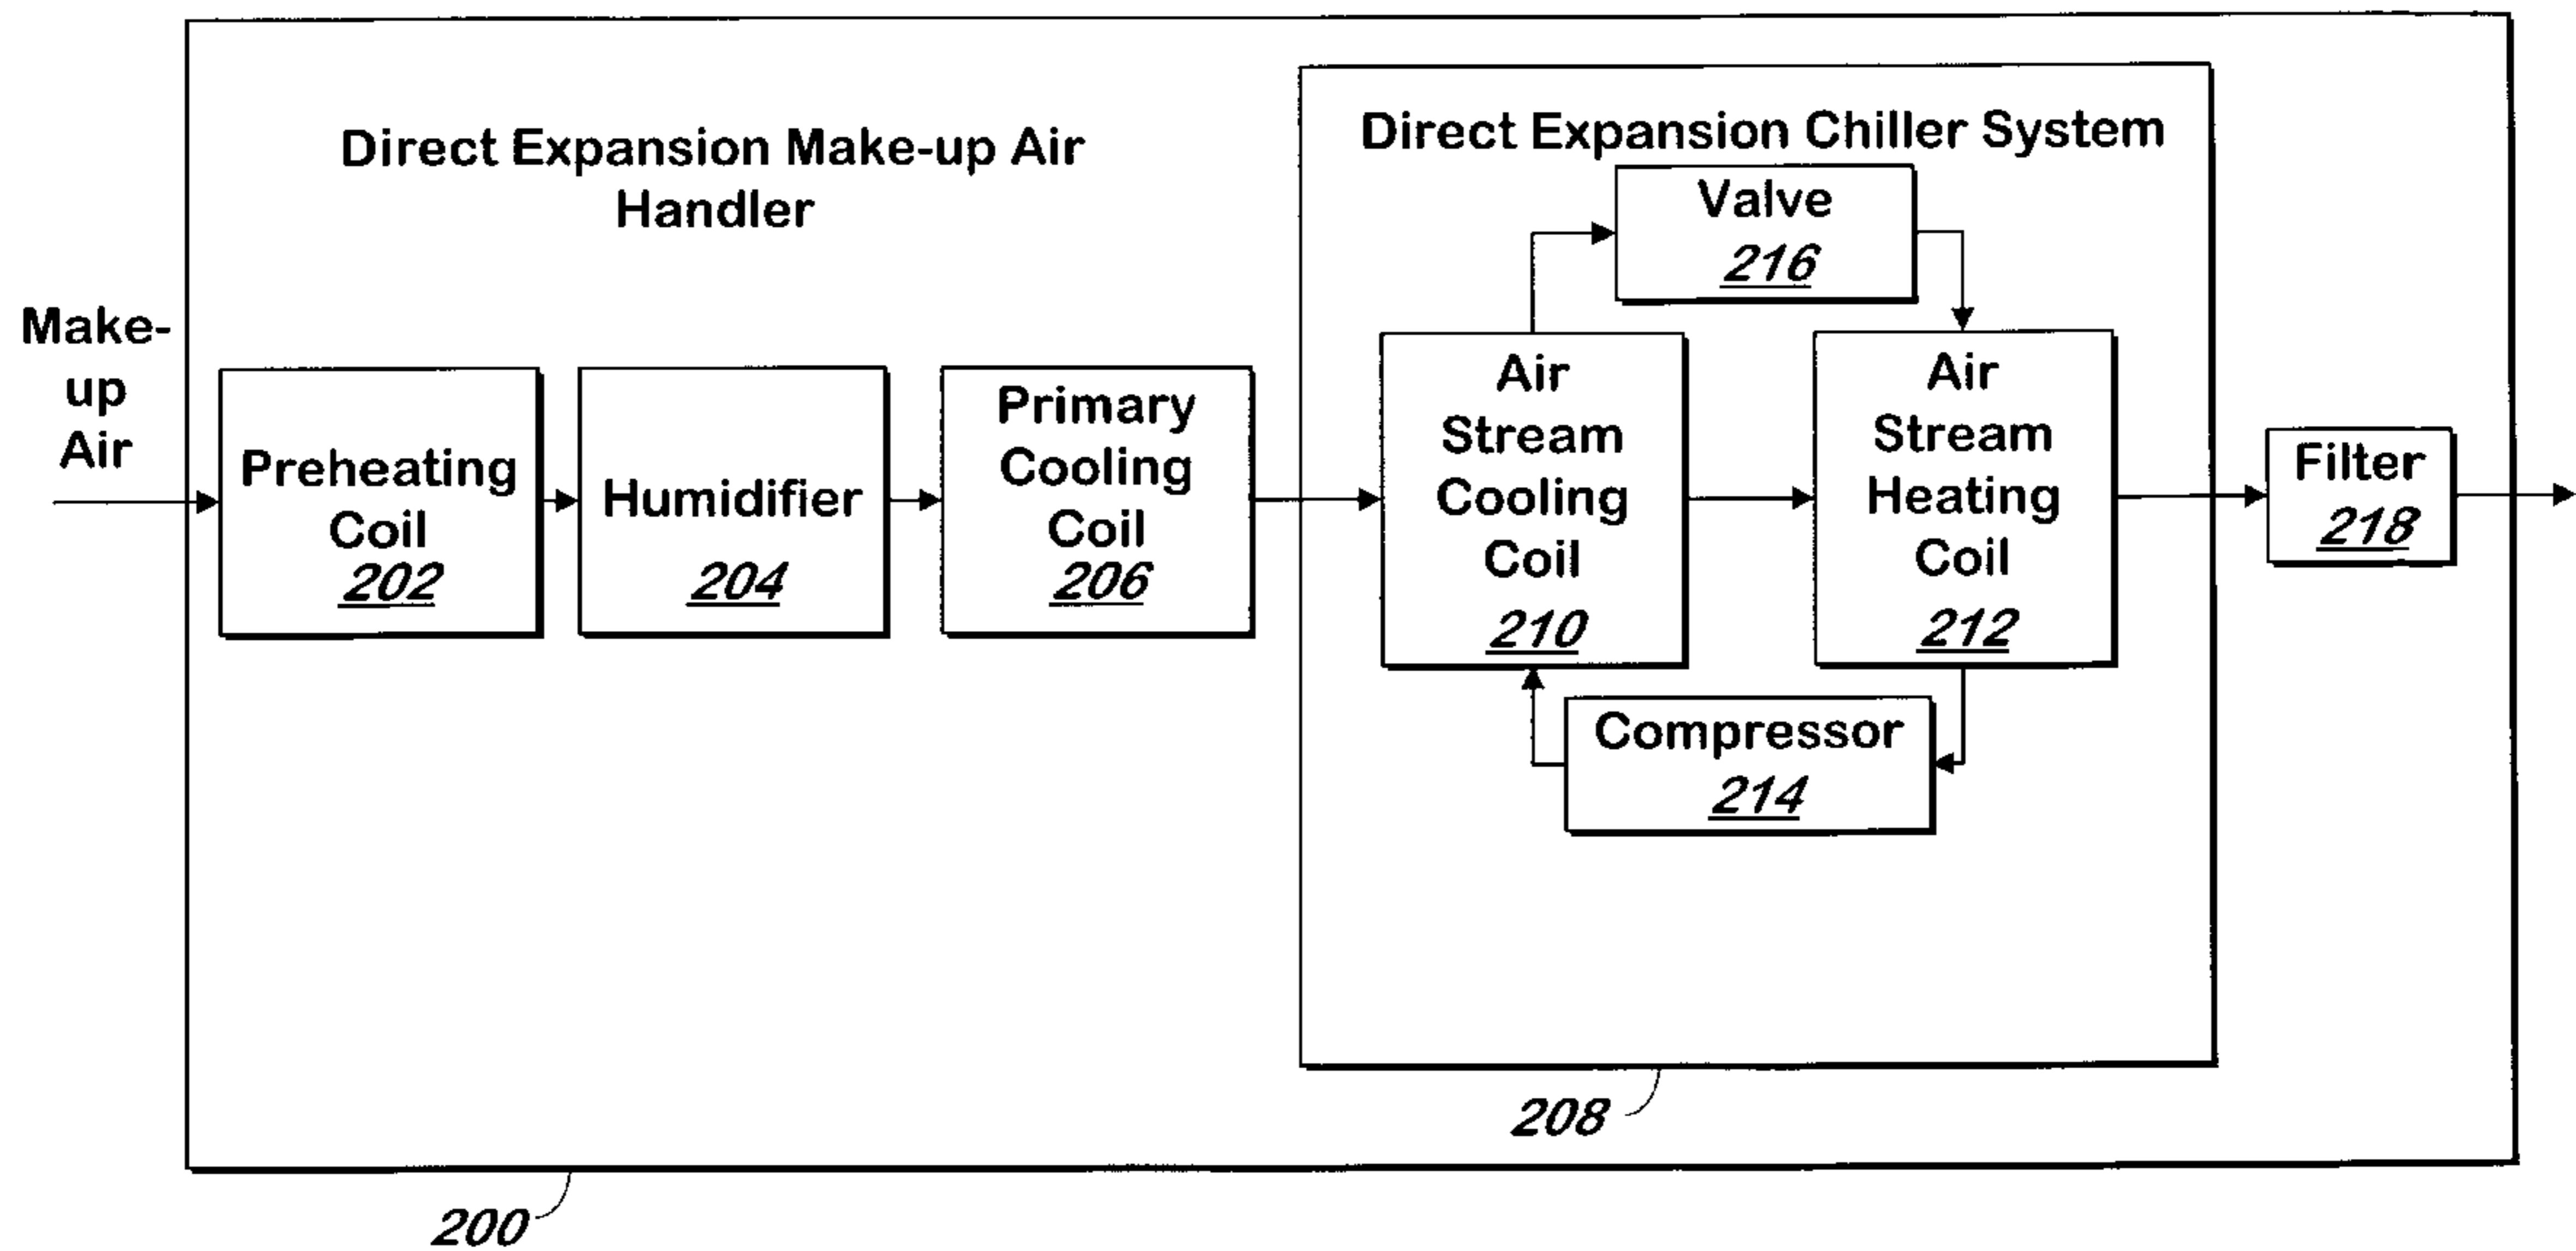 Direct Expansion Make-up Air
Handler
Direct Expansion Chiller System
Valve
216
Make-
up
Air
Preheating
Coil
202
Humidifier
204
Primary
Cooling
Coil
206
Air
Stream
Cooling
Coil
210
Air
Stream
Heating
Coil
212
Filter
218
Compressor
214
208
200